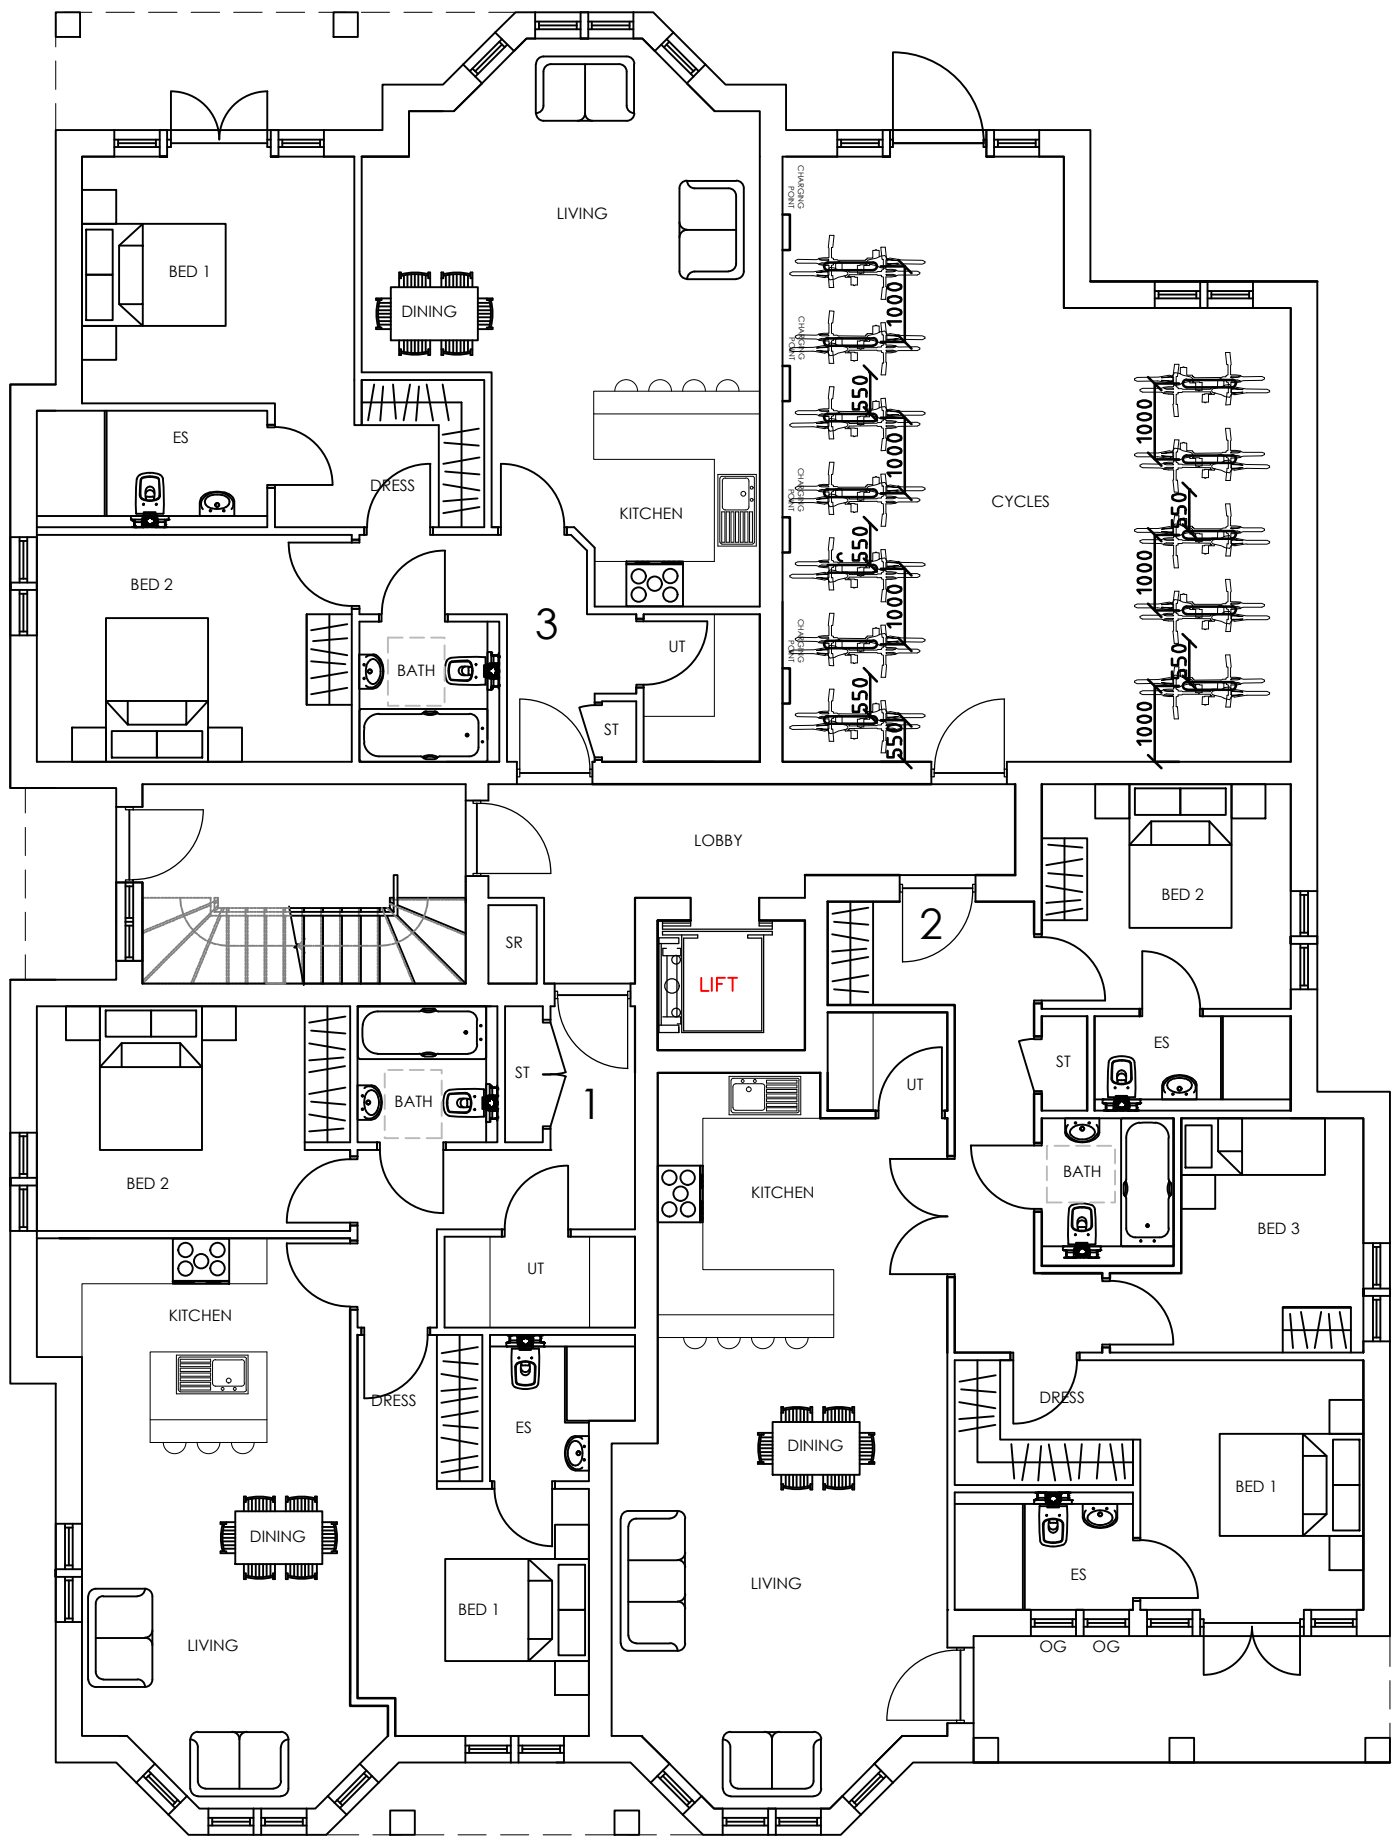 CHARGING
POINT
LIVING
BED 1
1000
DINING
CHARGING
POINT
550
1000
ES
1000
DRESS
CHARGING
POINT
CYCLES
550
KITCHEN
550
BED 2
1000
1000
3
CHARGING
POINT
UT
BATH
550
550
ST
1000
550
LOBBY
BED 2
2
SR
LIFT
ES
ST
ST
UT
BATH
1
BATH
BED 2
KITCHEN
BED 3
UT
KITCHEN
DRESS
DRESS
ES
DINING
BED 1
DINING
ES
LIVING
BED 1
LIVING
OG
OG